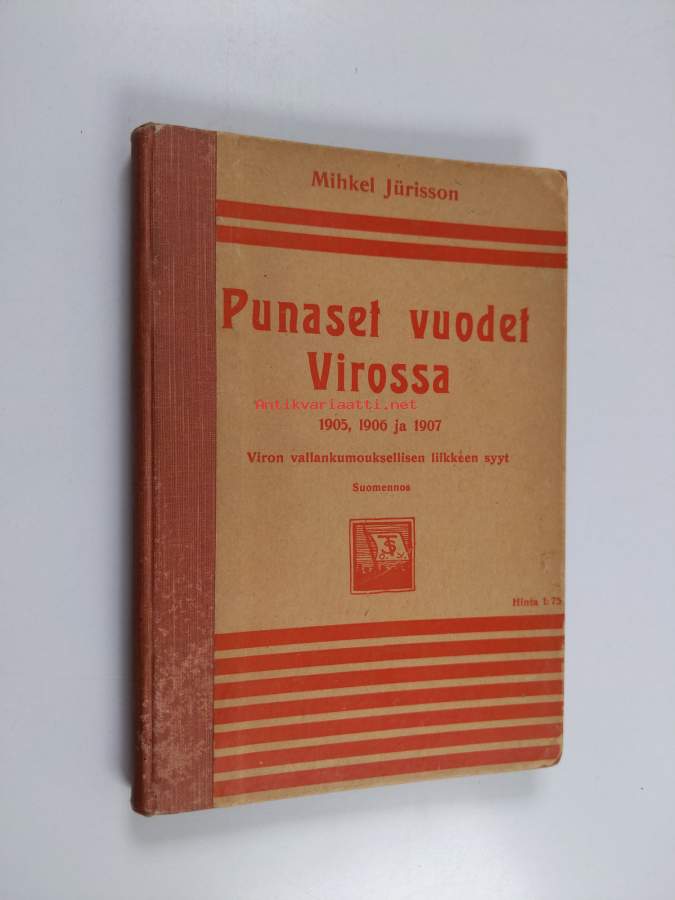 Mihkel Jürisson
Punaset vuodet
Virossa
Antikvariaatti.net
1905, 1906 ja 1907
Viron vallankumouksellisen liikkeen syyt
Suomennos
Hinta 1:75